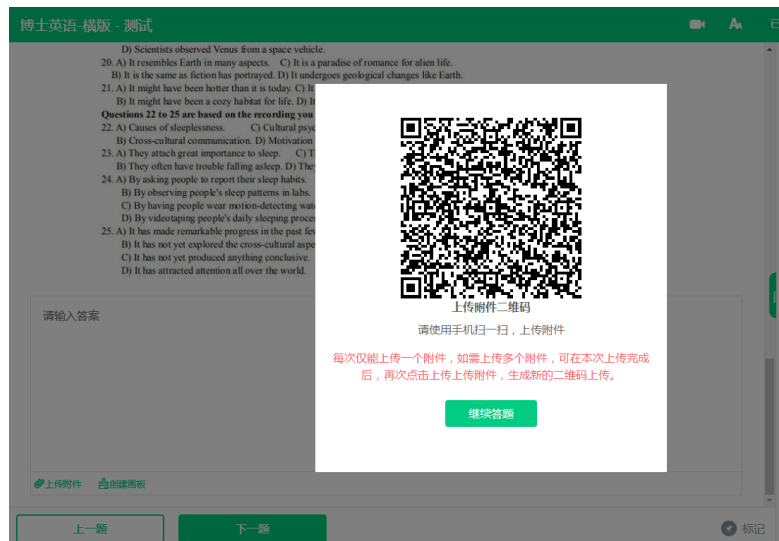 博士英语-横版 - 测试
D) Scientists observed Venus from a space vehicle.
20. A) It resembles Earth in many aspects. C) It is a paradise of romance for alien life.
B) It is the same as fiction has portrayed. D) It undergoes geological changes like Earth.
21. A) It might have been hotter than it is today. C) It
B) It might have been a cozy habitat for life. D) It
Questions 22 to 25 are based on the recording you
22. A) Causes of sleeplessness. C) Cultural psyc
B) Cross-cultural communication. D) Motivation
23. A) They attach great importance to sleep. C) T
B) They often have trouble falling asleep. D) They
24. A) By asking people to report their sleep habits.
B) By observing people's sleep patterns in labs.
C) By having people wear motion-detecting wat
D) By videotaping people's daily sleeping proces
25. A) It has made remarkable progress in the past few
B) It has not yet explored the cross-cultural aspe
C) It has not yet produced anything conclusive.
D) It has attracted attention all over the world.
上传附件二维码
请使用手机扫一扫，上传附件
每次仅能上传一个附件，如需上传多个附件，可在本次上传完成
后，再次点击上传上传附件，生成新的二维码上传。
继续答题
请输入答案
上传附件 创建画板
上一题 下一题 标记